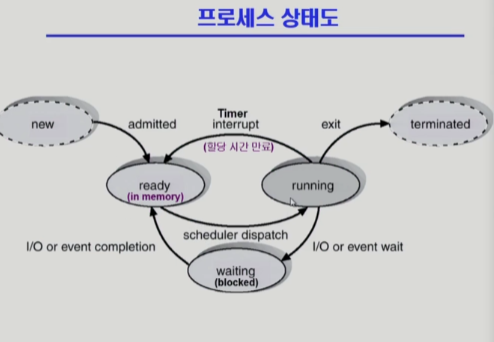 프로세스 상태도
new
admitted
Timer
interrupt
(할당 시간 만료)
exit
terminated
ready
(in memory)
running
scheduler dispatch
I/O or event completion
I/O or event wait
waiting
(blocked)